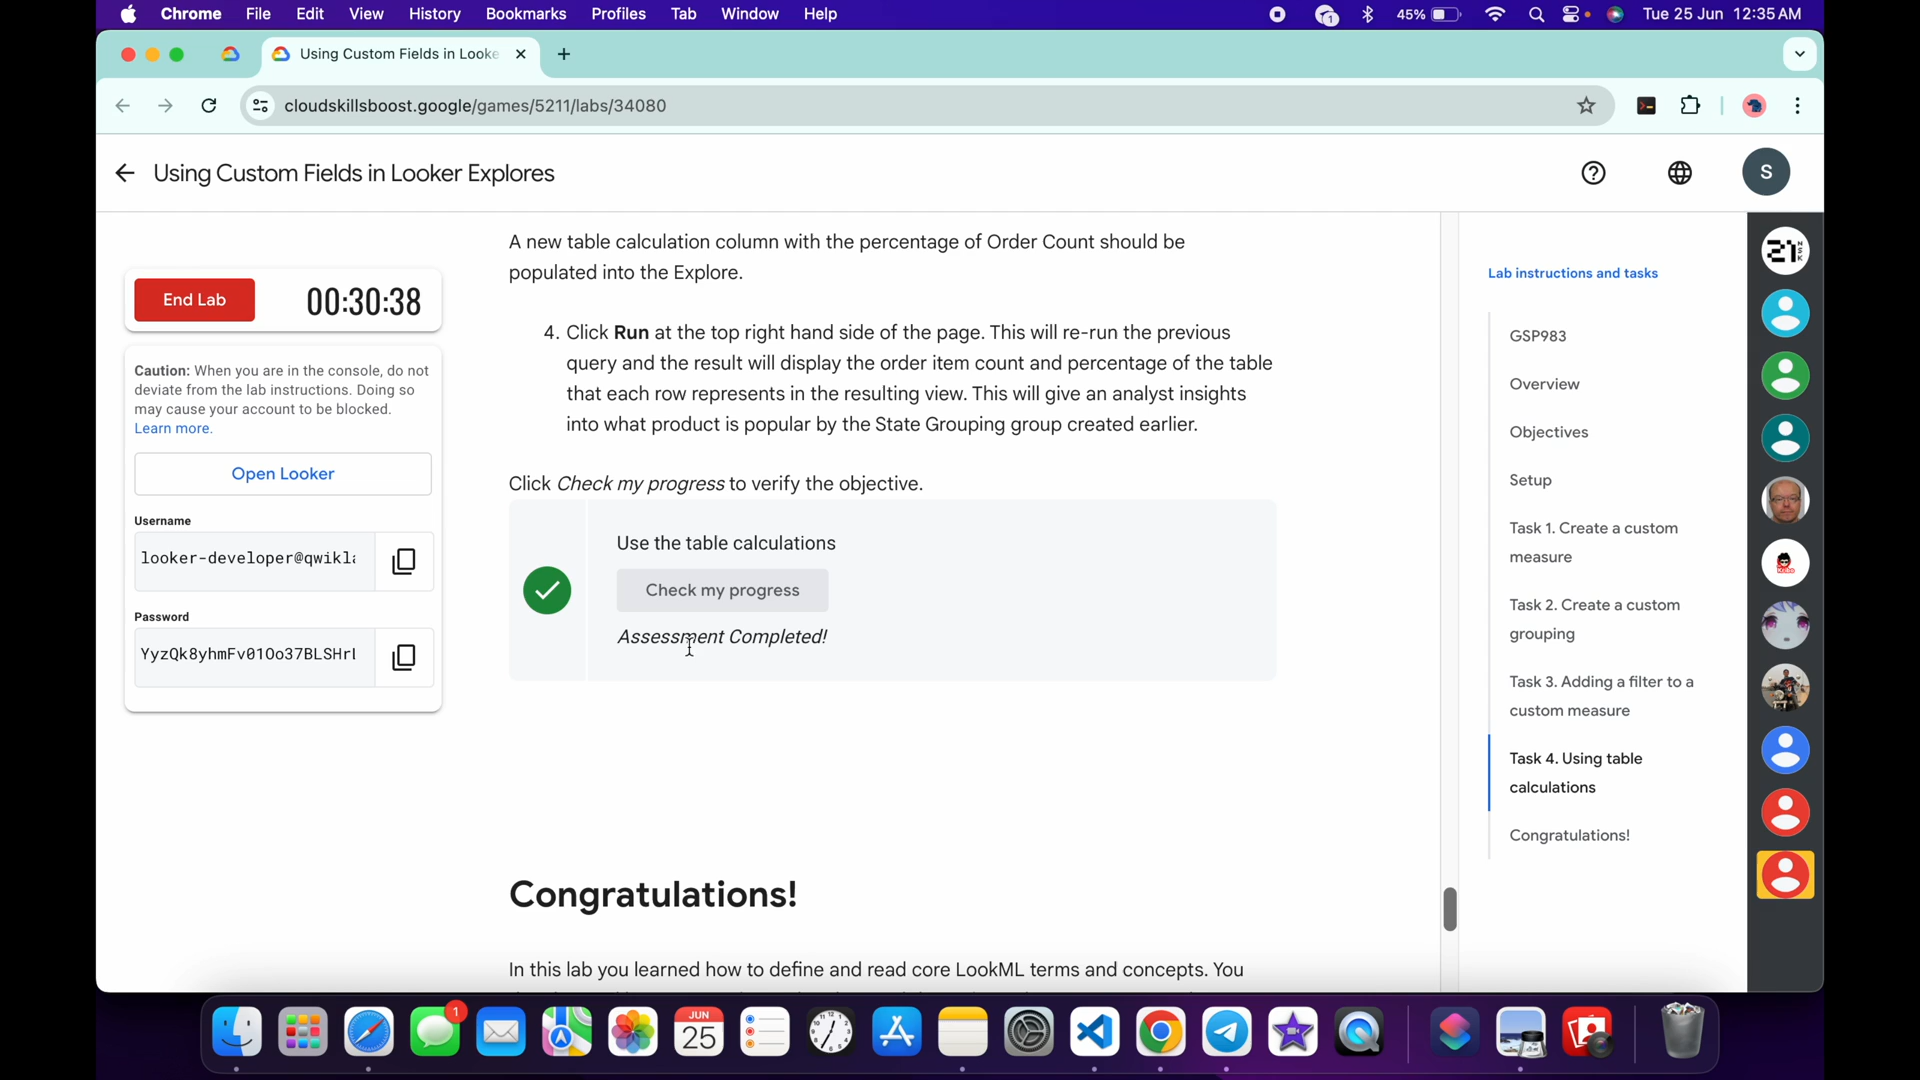 Chrome File Edit View History Bookmarks Profiles Tab Window Help
1 45% Tue 25 Jun 12:35 AM
Using Custom Fields in Looke
cloudskillsboost.google/games/5211/labs/34080
Using Custom Fields in Looker Explores
S
End Lab
00:30:38
Caution: When you are in the console, do not
deviate from the lab instructions. Doing so
may cause your account to be blocked.
Learn more.
Open Looker
Username
looker-developer@qwikla
Password
A new table calculation column with the percentage of Order Count should be
populated into the Explore.
4. Click Run at the top right hand side of the page. This will re-run the previous
query and the result will display the order item count and percentage of the table
that each row represents in the resulting view. This will give an analyst insights
into what product is popular by the State Grouping group created earlier.
Click Check my progress to verify the objective.
Use the table calculations
Check my progress
Assessment Completed!
Congratulations!
In this lab you learned how to define and read core LookML terms and concepts. You
Lab instructions and tasks
GSP983
Overview
Objectives
Setup
Task 1. Create a custom
measure
Task 2. Create a custom
grouping
Task 3. Adding a filter to a
custom measure
Task 4. Using table
calculations
Congratulations!
21
1
JUN
25